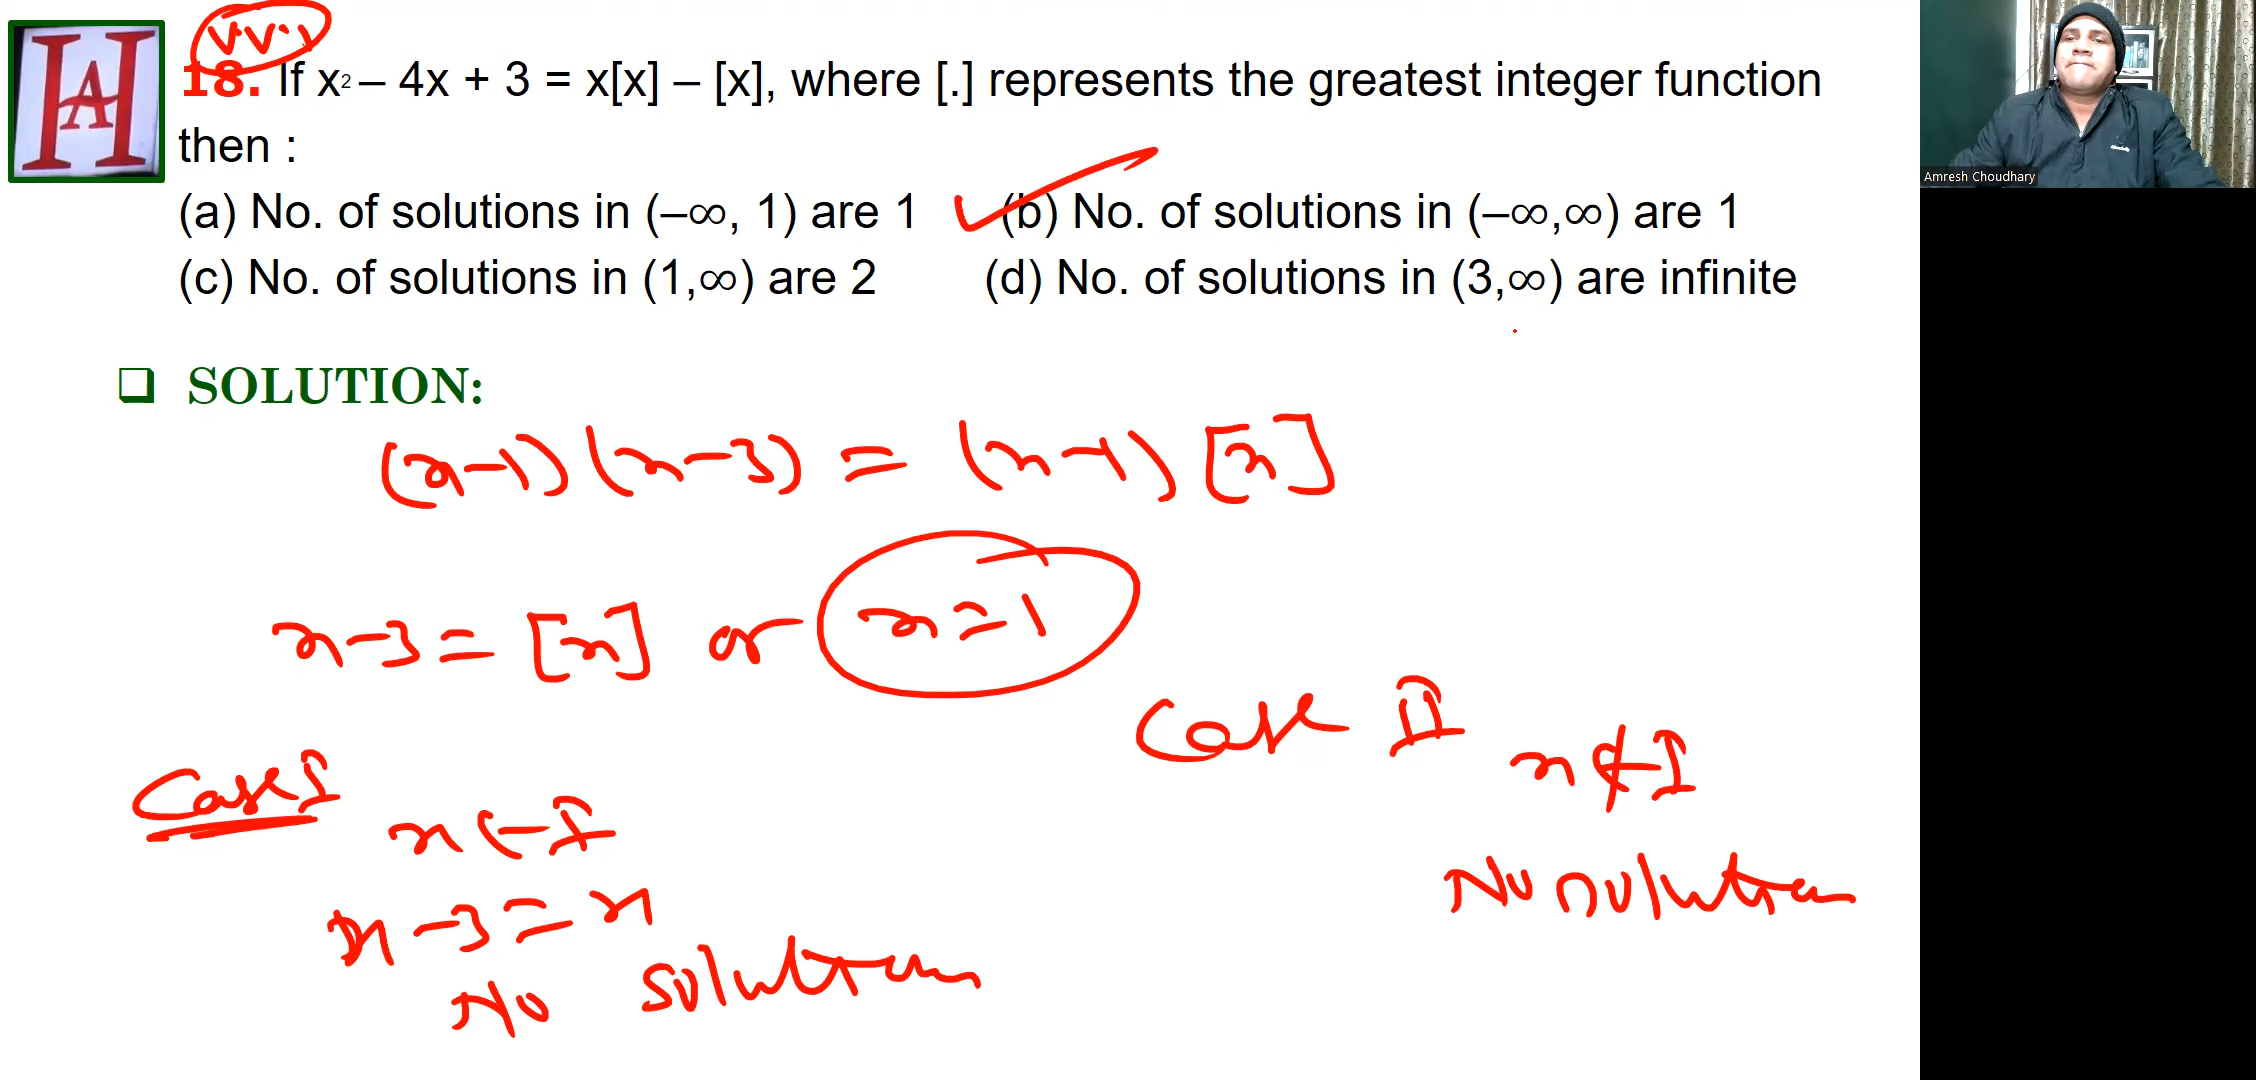 V.V.I
HA
18. If x² – 4x + 3 = x[x] – [x], where [.] represents the greatest integer function
then :
(a) No. of solutions in (–∞, 1) are 1 (b) No. of solutions in (–∞,∞) are 1
(c) No. of solutions in (1,∞) are 2 (d) No. of solutions in (3,∞) are infinite
Amresh Choudhary
❑ SOLUTION:
(x-1)(x-3) = (x-1)[x]
x-3 = [x] or x=1
Case I
x ∈ I
x-3 = x
No solution
Case II
x ∉ I
No solution